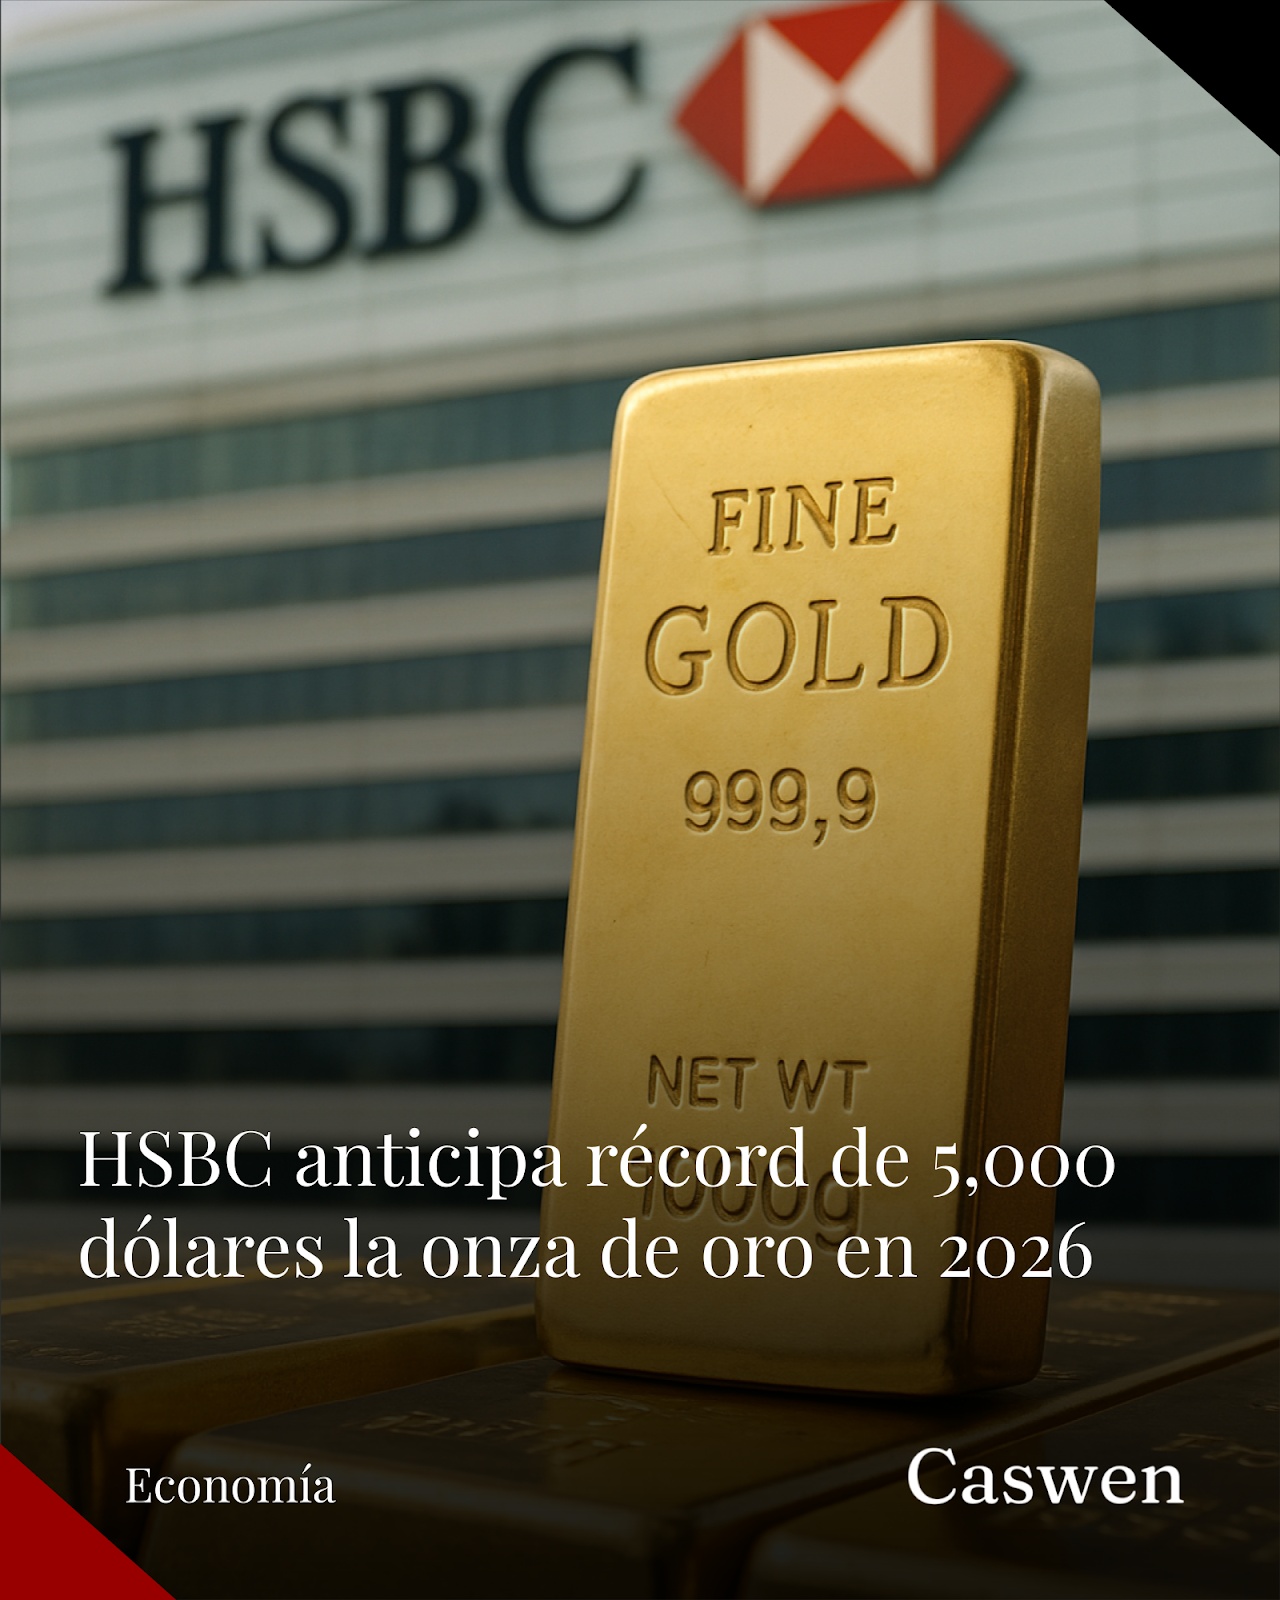 HSBC
FINE
GOLD
999,9
NET WT
1000g
HSBC anticipa récord de 5,000
dólares la onza de oro en 2026
Economía
Caswen